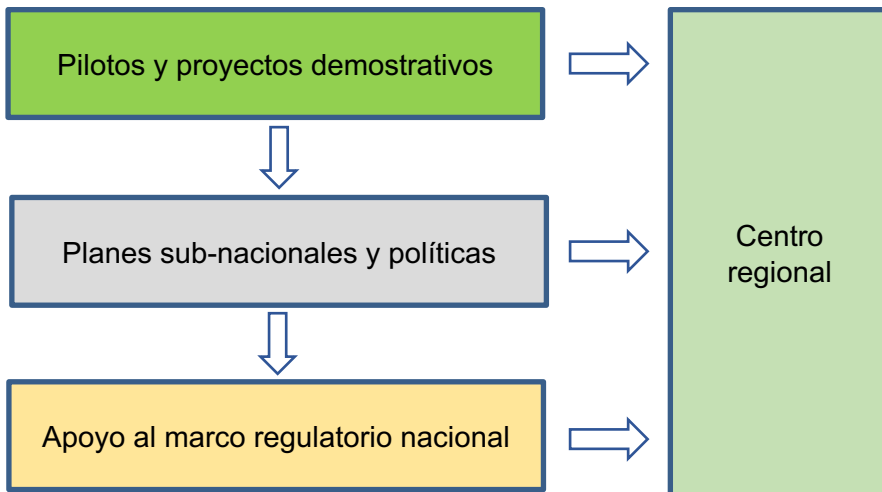 Pilotos y proyectos demostrativos
Planes sub-nacionales y políticas
Apoyo al marco regulatorio nacional
Centro
regional